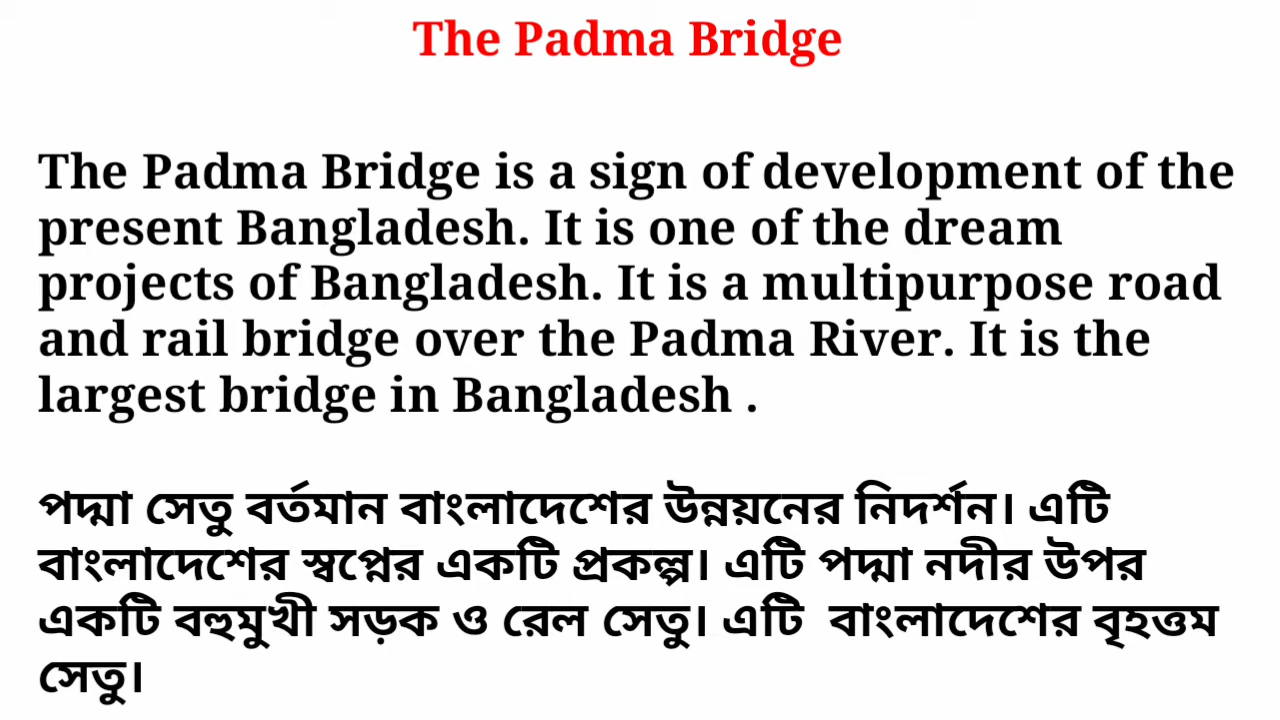 The Padma Bridge
The Padma Bridge is a sign of development of the
present Bangladesh. It is one of the dream
projects of Bangladesh. It is a multipurpose road
and rail bridge over the Padma River. It is the
largest bridge in Bangladesh .
পদ্মা সেতু বর্তমান বাংলাদেশের উন্নয়নের নিদর্শন। এটি
বাংলাদেশের স্বপ্নের একটি প্রকল্প। এটি পদ্মা নদীর উপর
একটি বহুমুখী সড়ক ও রেল সেতু। এটি  বাংলাদেশের বৃহত্তম
সেতু।